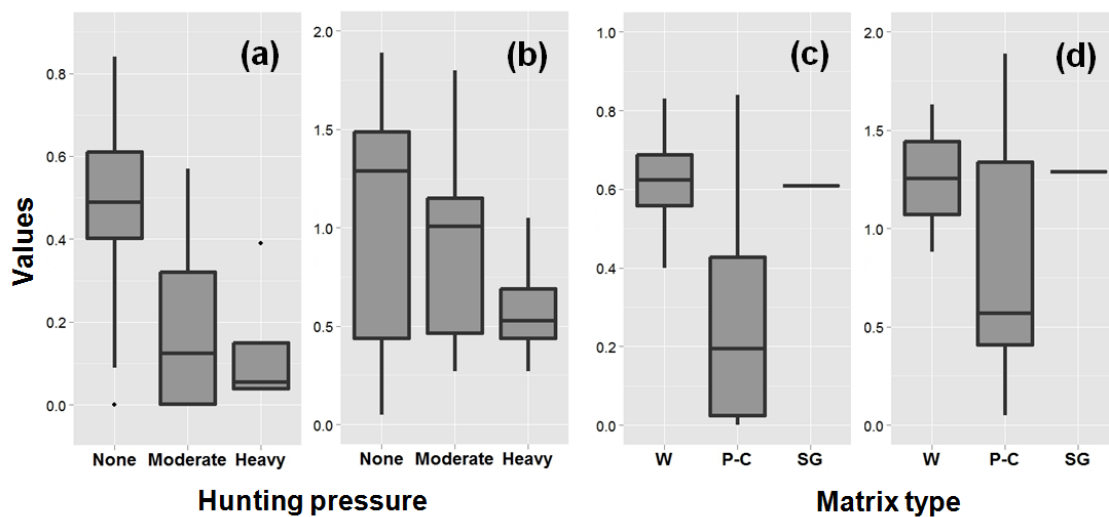 (a) (b) (c) (d)
Values
0.8
0.6
0.4
0.2
0.0
2.0
1.5
1.0
0.5
0.0
1.0
0.8
0.6
0.4
0.2
0.0
2.0
1.5
1.0
0.5
0.0
None Moderate Heavy
None Moderate Heavy
W P-C SG
W P-C SG
Hunting pressure
Matrix type